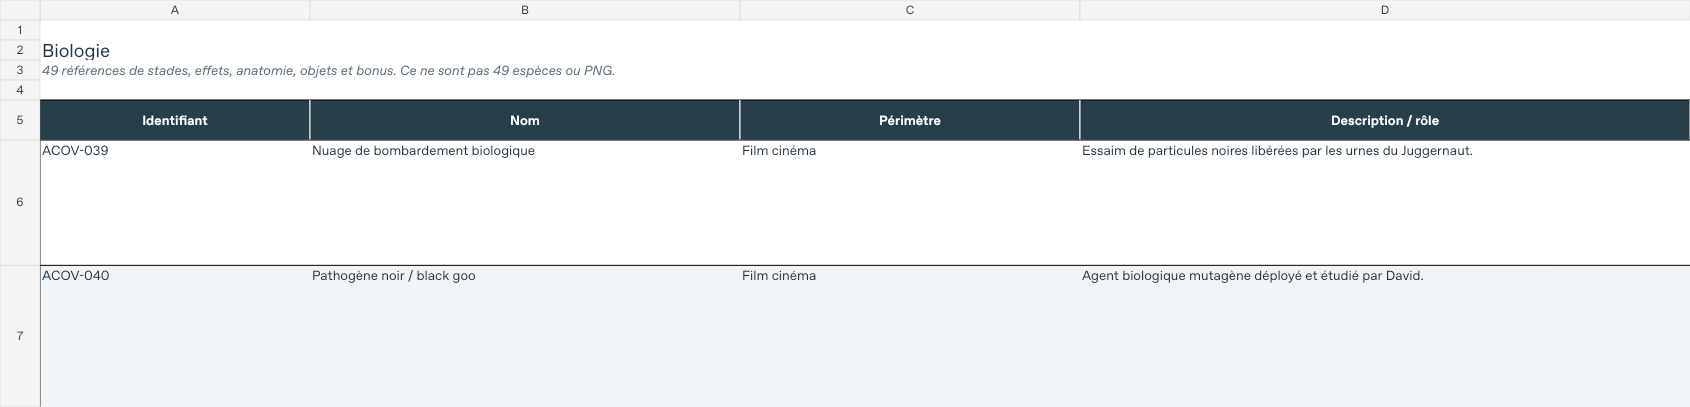 A B C D
1
2 Biologie
3 49 références de stades, effets, anatomie, objets et bonus. Ce ne sont pas 49 espèces ou PNG.
4
5 Identifiant Nom Périmètre Description / rôle
6 ACOV-039 Nuage de bombardement biologique Film cinéma Essaim de particules noires libérées par les urnes du Juggernaut.
7 ACOV-040 Pathogène noir / black goo Film cinéma Agent biologique mutagène déployé et étudié par David.